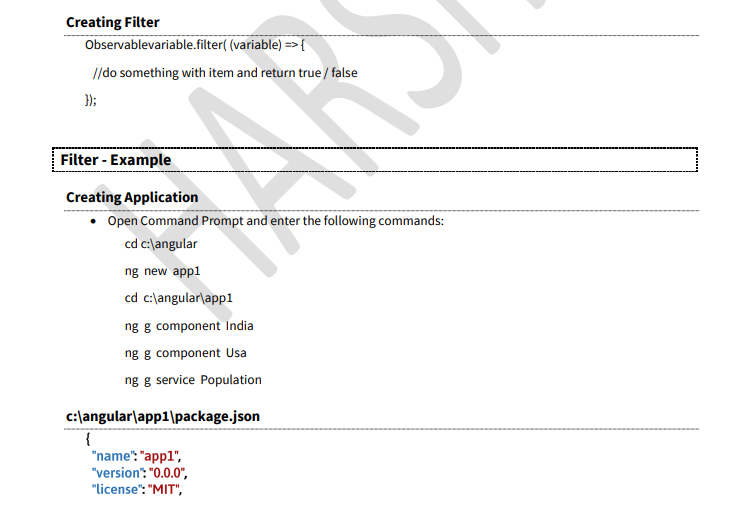 Creating Filter
Observablevariable.filter( (variable) => {
//do something with item and return true / false
});
Filter - Example
Creating Application
• Open Command Prompt and enter the following commands:
cd c:\angular
ng new app1
cd c:\angular\app1
ng g component India
ng g component Usa
ng g service Population
c:\angular\app1\package.json
{
"name": "app1",
"version": "0.0.0",
"license": "MIT",